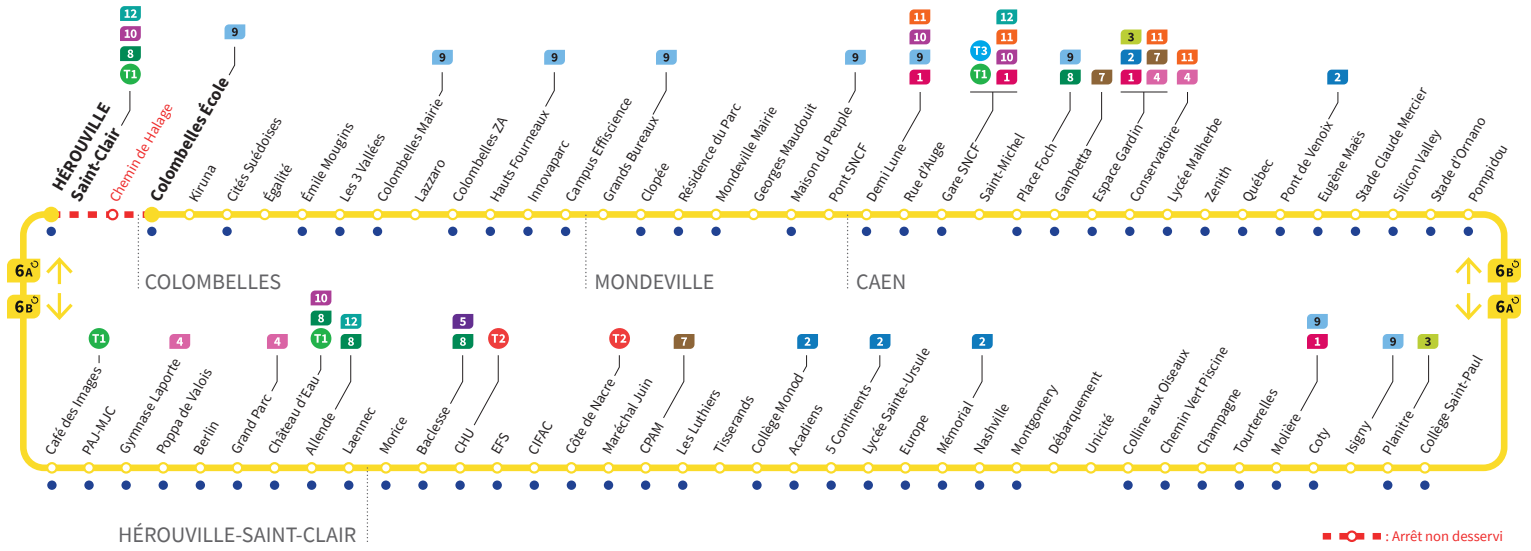 12
10
8
T1
9
9
9
9
9
11
10
9
1
T3
T1
12
11
10
1
9
8
7
3
2
1
11
7
4
11
4
2
HÉROUVILLE
Saint-Clair
Chemin de Halage
Colombelles École
Kiruna
Cités Suédoises
Égalité
Émile Mougins
Les 3 Vallées
Colombelles Mairie
Lazzaro
Colombelles ZA
Hauts Fourneaux
Innovaparc
Campus Effiscience
Grands Bureaux
Clopée
Résidence du Parc
Mondeville Mairie
Georges Maudouit
Maison du Peuple
Pont SNCF
Demi Lune
Rue d'Auge
Gare SNCF
Saint-Michel
Place Foch
Gambetta
Espace Gardin
Conservatoire
Lycée Malherbe
Zenith
Québec
Pont de Venoix
Eugène Maës
Stade Claude Mercier
Silicon Valley
Stade d'Ornano
Pompidou
COLOMBELLES
MONDEVILLE
CAEN
6A
6B
6B
6A
T1
4
4
10
8
T1
12
8
5
8
T2
T2
7
2
2
2
9
1
9
3
Café des Images
PAJ-MJC
Gymnase Laporte
Poppa de Valois
Berlin
Grand Parc
Château d'Eau
Allende
Laennec
Morice
Baclesse
CHU
EFS
CIFAC
Côte de Nacre
Maréchal Juin
CPAM
Les Luthiers
Tisserands
Collège Monod
Acadiens
5 Continents
Lycée Sainte-Ursule
Europe
Mémorial
Nashville
Montgomery
Débarquement
Unicité
Colline aux Oiseaux
Chemin Vert Piscine
Champagne
Tourterelles
Molière
Coty
Isigny
Planitre
Collège Saint-Paul
HÉROUVILLE-SAINT-CLAIR
: Arrêt non desservi